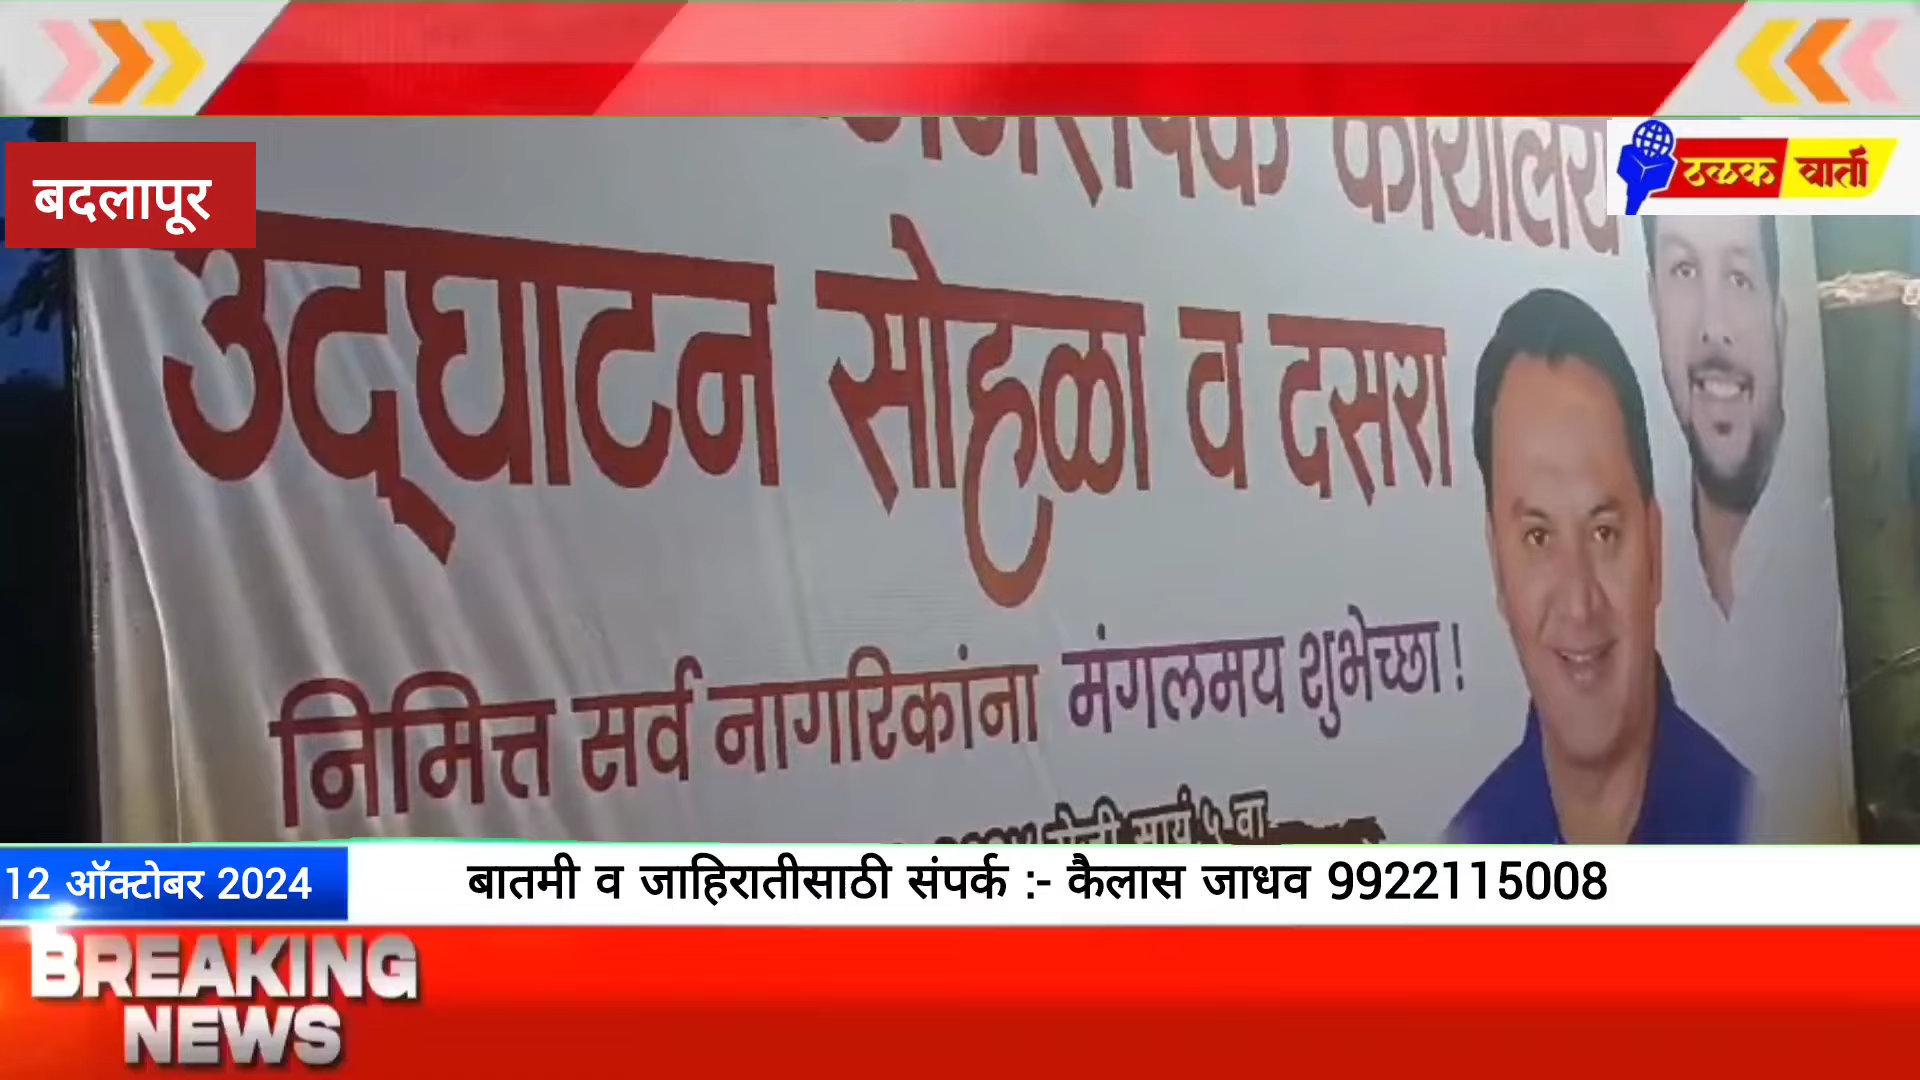 बदलापूर
ठळक वार्ता
कार्यालय
उद्घाटन सोहळा व दसरा
निमित्त सर्व नागरिकांना मंगलमय शुभेच्छा !
सायं. ५ वा
12 ऑक्टोबर 2024
बातमी व जाहिरातीसाठी संपर्क :- कैलास जाधव 9922115008
BREAKING
NEWS